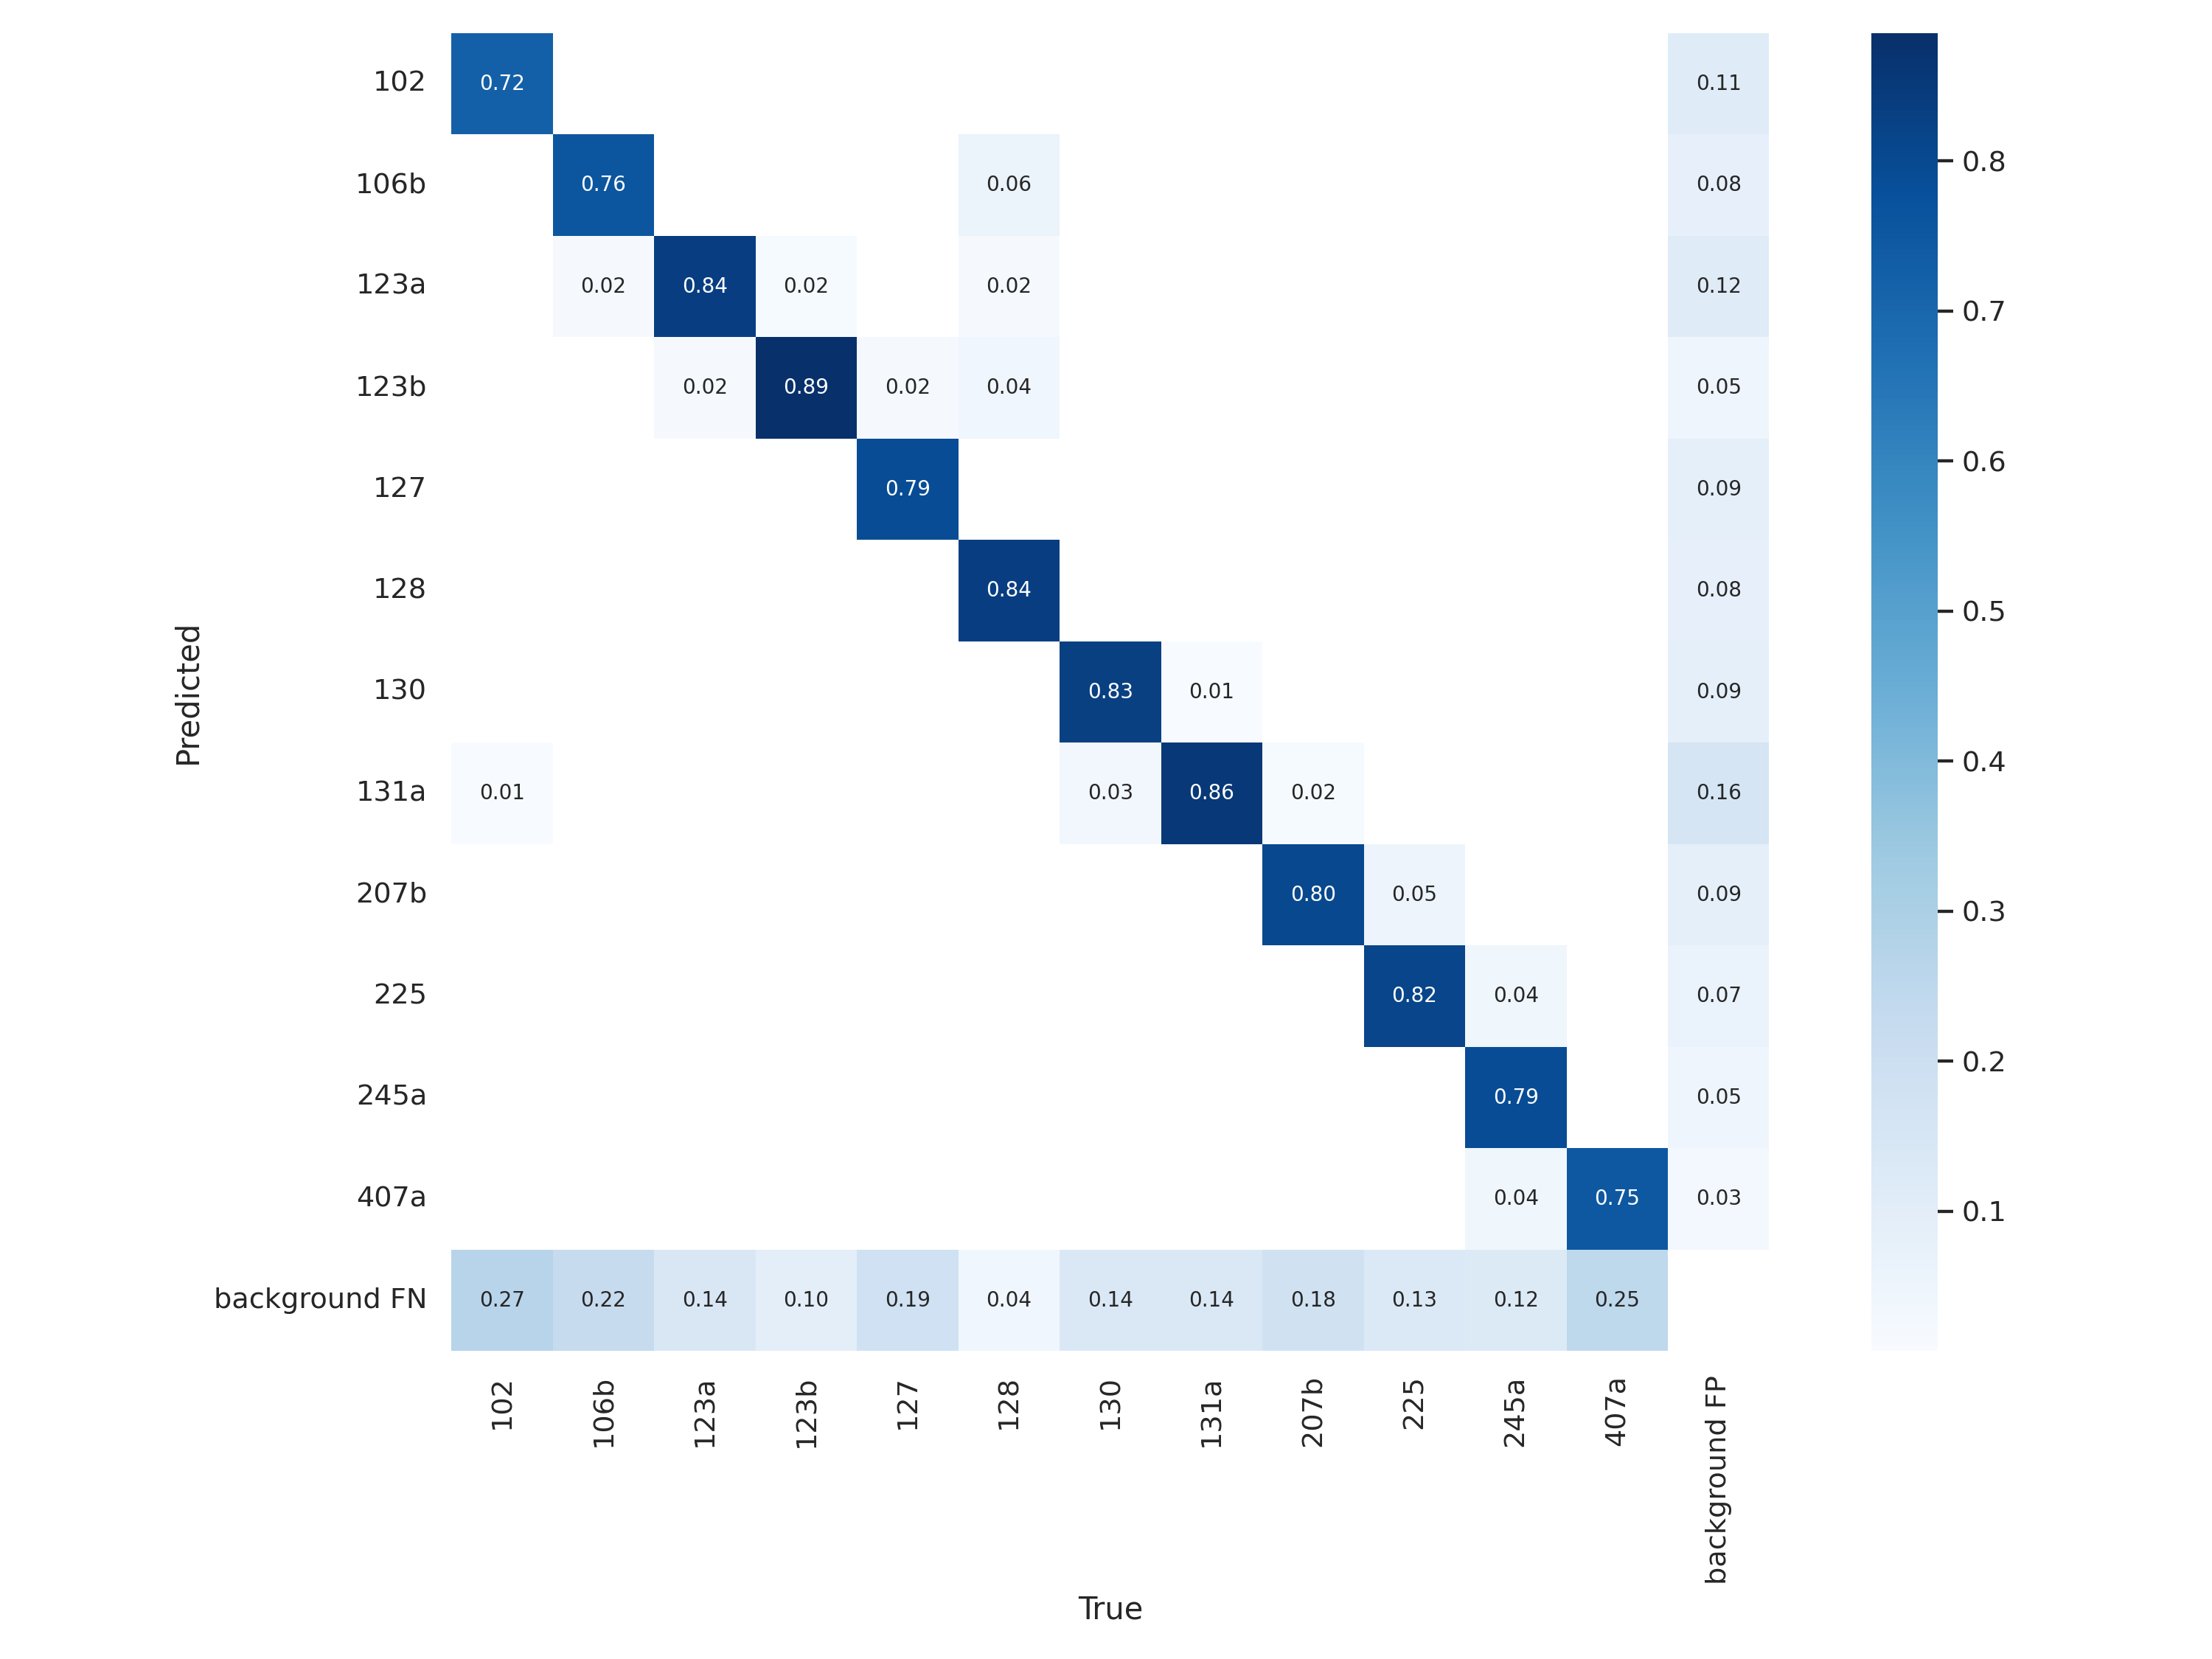 102 0.72 0.11
0.8
106b 0.76 0.06 0.08
123a 0.02 0.84 0.02 0.02 0.12
0.7
123b 0.02 0.89 0.02 0.04 0.05
0.6
127 0.79 0.09
128 0.84 0.08
0.5
Predicted
130 0.83 0.01 0.09
0.4
131a 0.01 0.03 0.86 0.02 0.16
207b 0.80 0.05 0.09
0.3
225 0.82 0.04 0.07
0.2
245a 0.79 0.05
407a 0.04 0.75 0.03
0.1
background FN 0.27 0.22 0.14 0.10 0.19 0.04 0.14 0.14 0.18 0.13 0.12 0.25
102 106b 123a 123b 127 128 130 131a 207b 225 245a 407a background FP
True